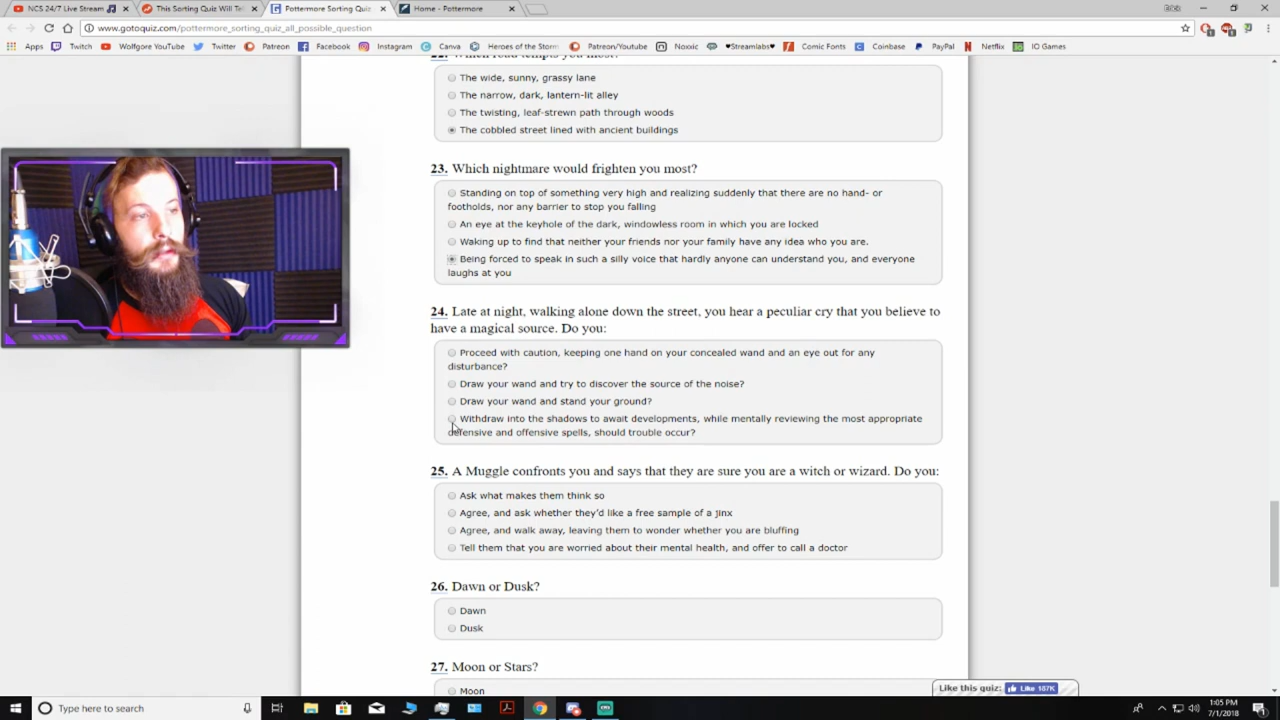 NCS 24/7 Live Stream
This Sorting Quiz Will Tel
Pottermore Sorting Quiz
Home - Pottermore
www.gotoquiz.com/pottermore_sorting_quiz_all_possible_question
Apps Twitch Wolfgore YouTube Twitter Patreon Facebook Instagram Canva Heroes of the Storm Patreon/Youtube Noxxic ♥Streamlabs♥ Comic Fonts Coinbase PayPal Netflix IO Games
22. Which road tempts you most?
The wide, sunny, grassy lane
The narrow, dark, lantern-lit alley
The twisting, leaf-strewn path through woods
The cobbled street lined with ancient buildings
23. Which nightmare would frighten you most?
Standing on top of something very high and realizing suddenly that there are no hand- or
footholds, nor any barrier to stop you falling
An eye at the keyhole of the dark, windowless room in which you are locked
Waking up to find that neither your friends nor your family have any idea who you are.
Being forced to speak in such a silly voice that hardly anyone can understand you, and everyone
laughs at you
24. Late at night, walking alone down the street, you hear a peculiar cry that you believe to
have a magical source. Do you:
Proceed with caution, keeping one hand on your concealed wand and an eye out for any
disturbance?
Draw your wand and try to discover the source of the noise?
Draw your wand and stand your ground?
Withdraw into the shadows to await developments, while mentally reviewing the most appropriate
defensive and offensive spells, should trouble occur?
25. A Muggle confronts you and says that they are sure you are a witch or wizard. Do you:
Ask what makes them think so
Agree, and ask whether they'd like a free sample of a jinx
Agree, and walk away, leaving them to wonder whether you are bluffing
Tell them that you are worried about their mental health, and offer to call a doctor
26. Dawn or Dusk?
Dawn
Dusk
27. Moon or Stars?
Moon
Like this quiz: Like 187K
Type here to search
1:05 PM
7/1/2018